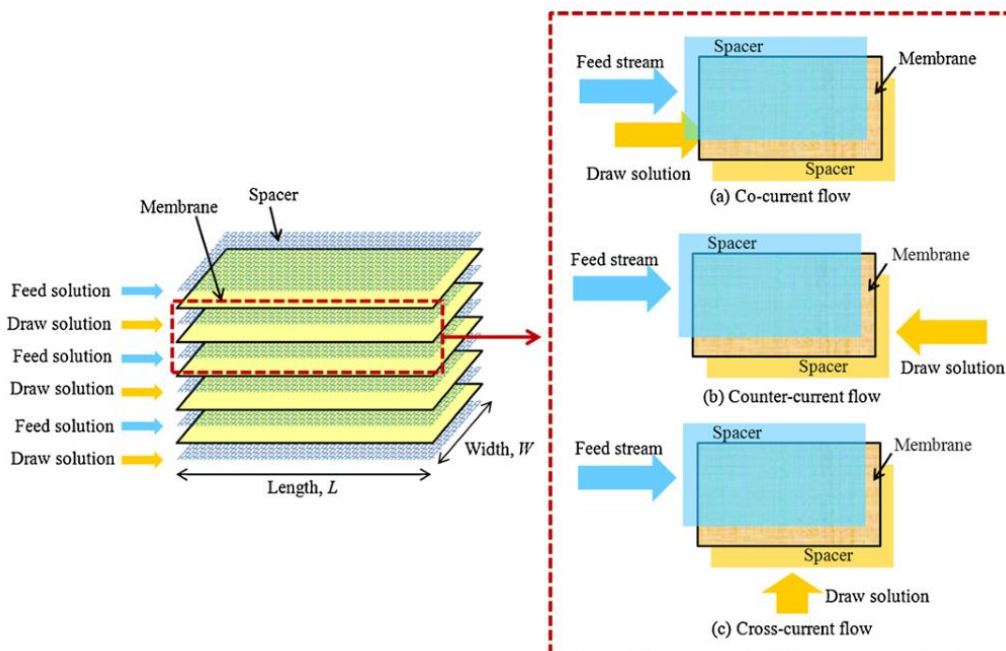 Spacer
Membrane
Feed solution
Draw solution
Feed solution
Draw solution
Feed solution
Draw solution
Width, W
Length, L
Spacer
Feed stream
Membrane
Draw solution
Spacer
(a) Co-current flow
Spacer
Feed stream
Membrane
Draw solution
Spacer
(b) Counter-current flow
Spacer
Feed stream
Membrane
Spacer
Draw solution
(c) Cross-current flow